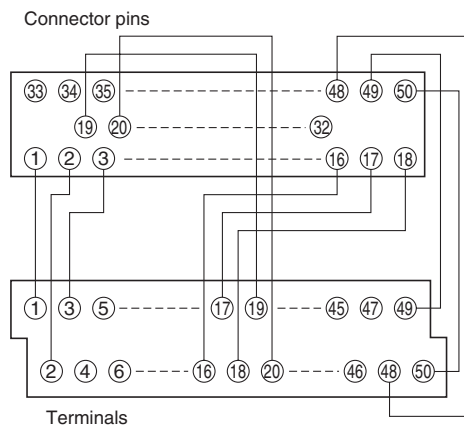 Connector pins
33 34 35 48 49 50
19 20 32
1 2 3 16 17 18
1 3 5 17 19 45 47 49
2 4 6 16 18 20 46 48 50
Terminals